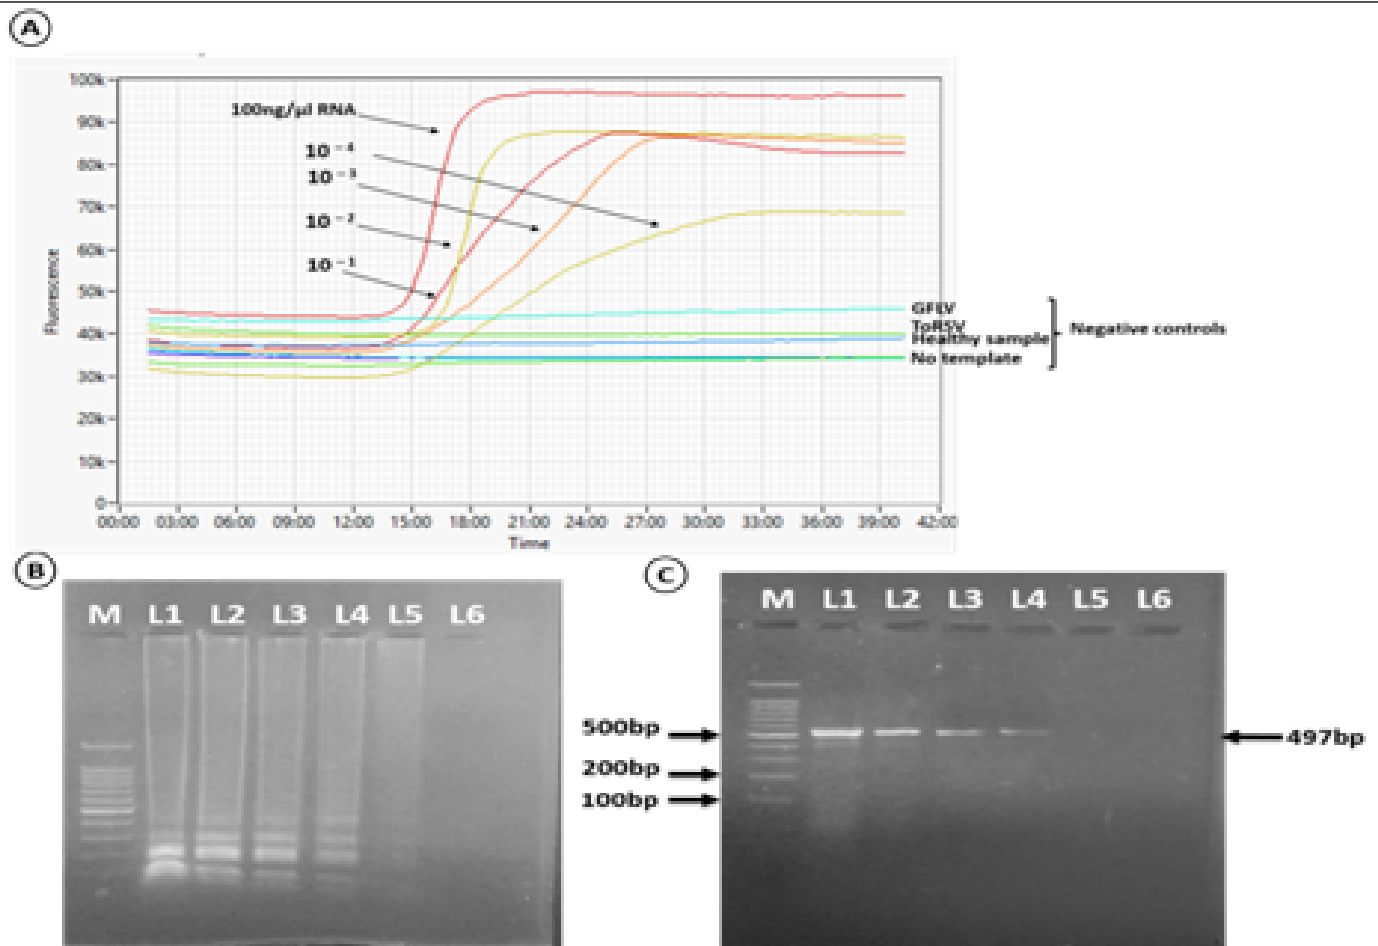 A
100k
90k
80k
70k
60k
50k
40k
30k
20k
10k
0
Fluorescence
100ng/µl RNA
10⁻⁴
10⁻³
10⁻²
10⁻¹
GFLV
ToRSV
Healthy sample
No template
Negative controls
00:00 03:00 06:00 09:00 12:00 15:00 18:00 21:00 24:00 27:00 30:00 33:00 36:00 39:00 42:00
Time
B
M L1 L2 L3 L4 L5 L6
C
M L1 L2 L3 L4 L5 L6
500bp
200bp
100bp
497bp